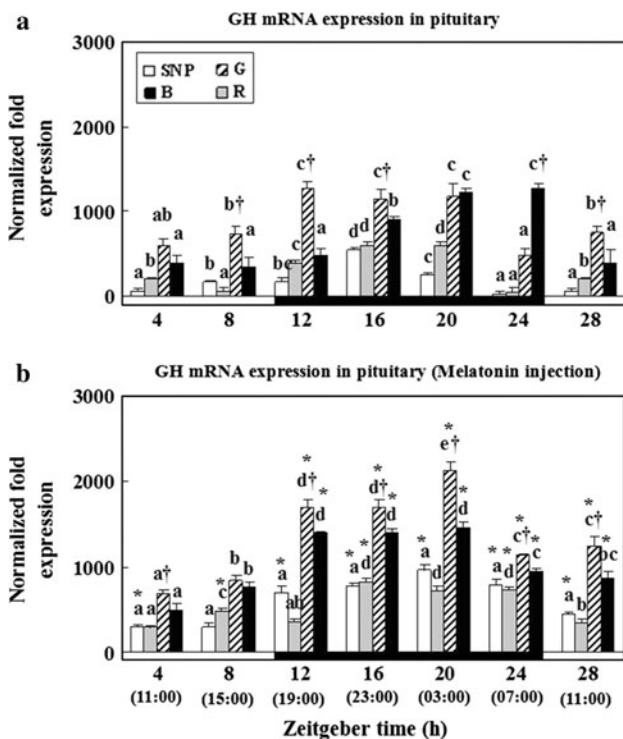 a GH mRNA expression in pituitary
Normalized fold
expression
3000
2000
1000
0
SNP G
B R
a b ab a
b a b† a
bc c c† a
d d c† b
c d c c
a a a c†
a b b† a
4 8 12 16 20 24 28
b GH mRNA expression in pituitary (Melatonin injection)
Normalized fold
expression
3000
2000
1000
0
* * * * * * * * * * * * * * * *
a a a† a
a c b b
a ab d† d
a d d† d
a d e† d
a d c† c
a b c† bc
4 8 12 16 20 24 28
(11:00) (15:00) (19:00) (23:00) (03:00) (07:00) (11:00)
Zeitgeber time (h)